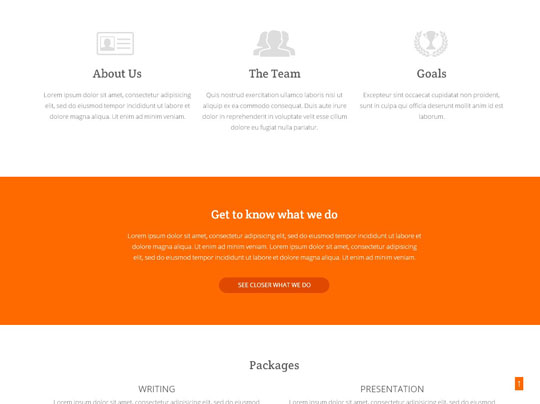 About Us
Lorem ipsum dolor sit amet, consectetur adipisicing
elit, sed do eiusmod tempor incididunt ut labore et
dolore magna aliqua. Ut enim ad minim veniam.
The Team
Quis nostrud exercitation ullamco laboris nisi ut
aliquip ex ea commodo consequat. Duis aute irure
dolor in reprehenderit in voluptate velit esse cillum
dolore eu fugiat nulla pariatur.
Goals
Excepteur sint occaecat cupidatat non proident,
sunt in culpa qui officia deserunt mollit anim id est
laborum.
Get to know what we do
Lorem ipsum dolor sit amet, consectetur adipisicing elit, sed do eiusmod tempor incididunt ut labore et
dolore magna aliqua. Ut enim ad minim veniam. Lorem ipsum dolor sit amet, consectetur adipisicing
elit, sed do eiusmod tempor incididunt ut labore et dolore magna aliqua. Ut enim ad minim veniam.
SEE CLOSER WHAT WE DO
Packages
WRITING
Lorem ipsum dolor sit amet, consectetur adipisicing elit, sed do eiusmod
PRESENTATION
Lorem ipsum dolor sit amet, consectetur adipisicing elit, sed do eiusmod